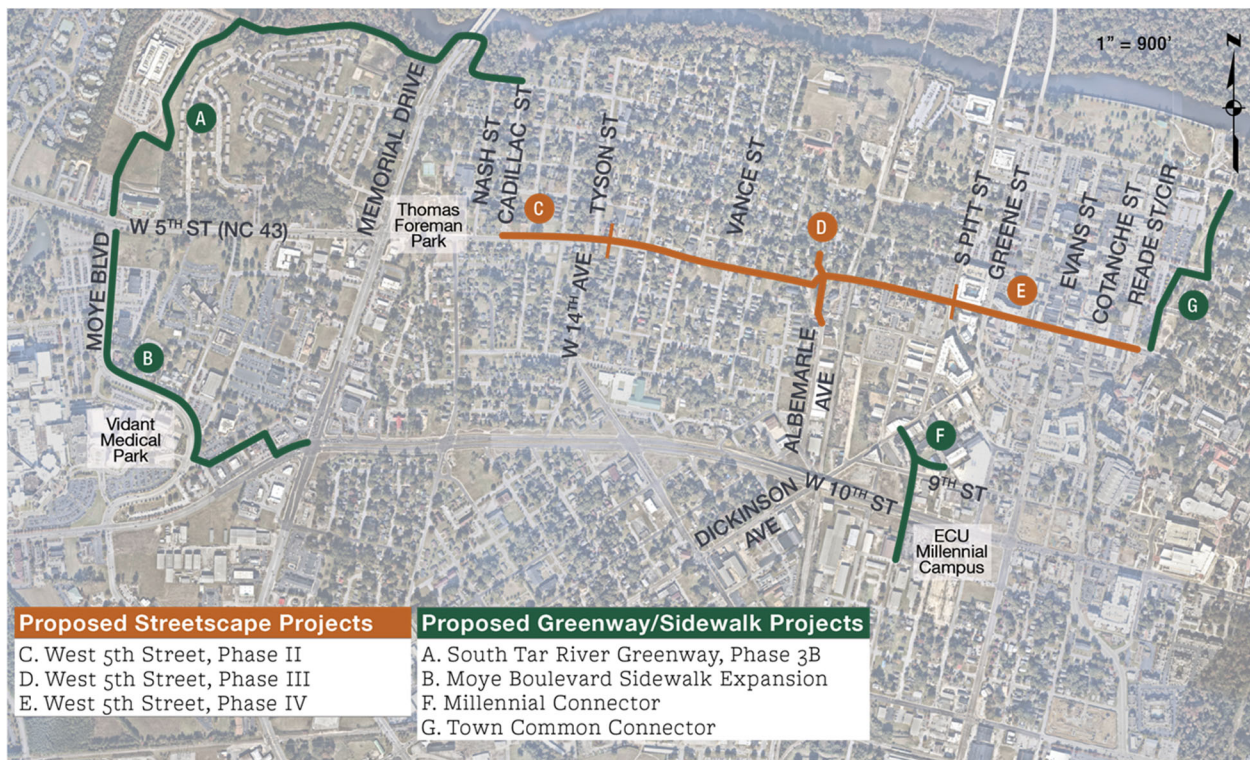 1" = 900'
N
A
MEMORIAL DRIVE
NASH ST
CADILLAC ST
TYSON ST
VANCE ST
S PITT ST
GREENE ST
EVANS ST
COTANCHE ST
READE ST/CIR
Thomas
Foreman
Park
C
D
W 5TH ST (NC 43)
MOYE BLVD
B
W 14TH AVE
E
G
ALBEMARLE
AVE
Vidant
Medical
Park
F
DICKINSON
AVE
W 10TH ST
9TH ST
ECU
Millennial
Campus
Proposed Streetscape Projects
C. West 5th Street, Phase II
D. West 5th Street, Phase III
E. West 5th Street, Phase IV
Proposed Greenway/Sidewalk Projects
A. South Tar River Greenway, Phase 3B
B. Moye Boulevard Sidewalk Expansion
F. Millennial Connector
G. Town Common Connector